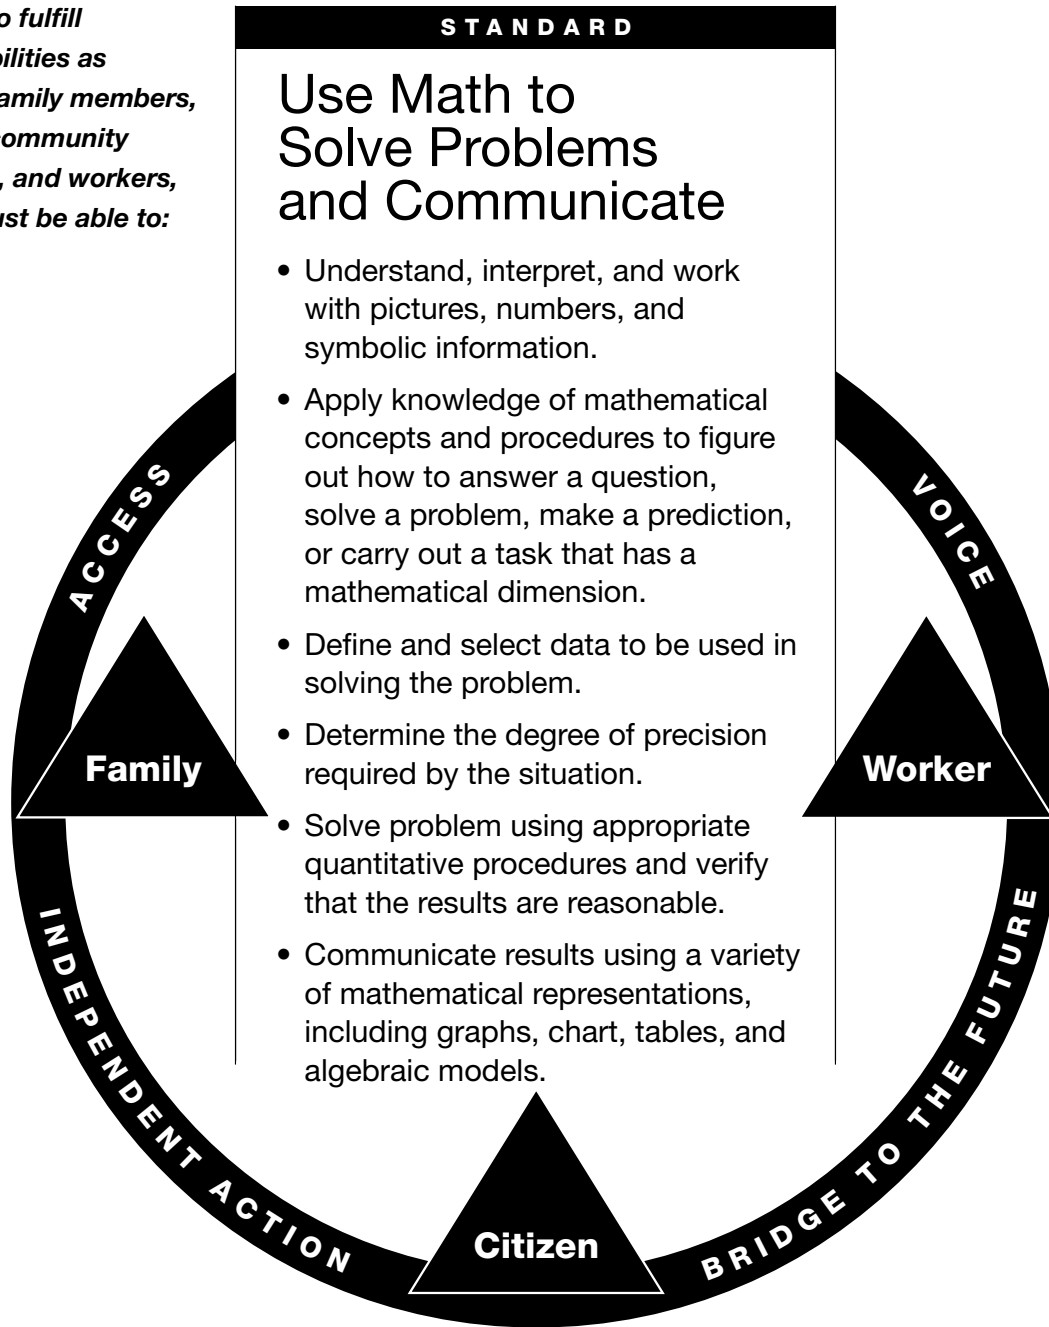 o fulfill
bilities as
family members,
community
, and workers,
ust be able to:
STANDARD
Use Math to
Solve Problems
and Communicate
• Understand, interpret, and work
with pictures, numbers, and
symbolic information.
• Apply knowledge of mathematical
concepts and procedures to figure
out how to answer a question,
solve a problem, make a prediction,
or carry out a task that has a
mathematical dimension.
• Define and select data to be used in
solving the problem.
• Determine the degree of precision
required by the situation.
• Solve problem using appropriate
quantitative procedures and verify
that the results are reasonable.
• Communicate results using a variety
of mathematical representations,
including graphs, chart, tables, and
algebraic models.
ACCESS
VOICE
Family
Worker
INDEPENDENT ACTION
BRIDGE TO THE FUTURE
Citizen